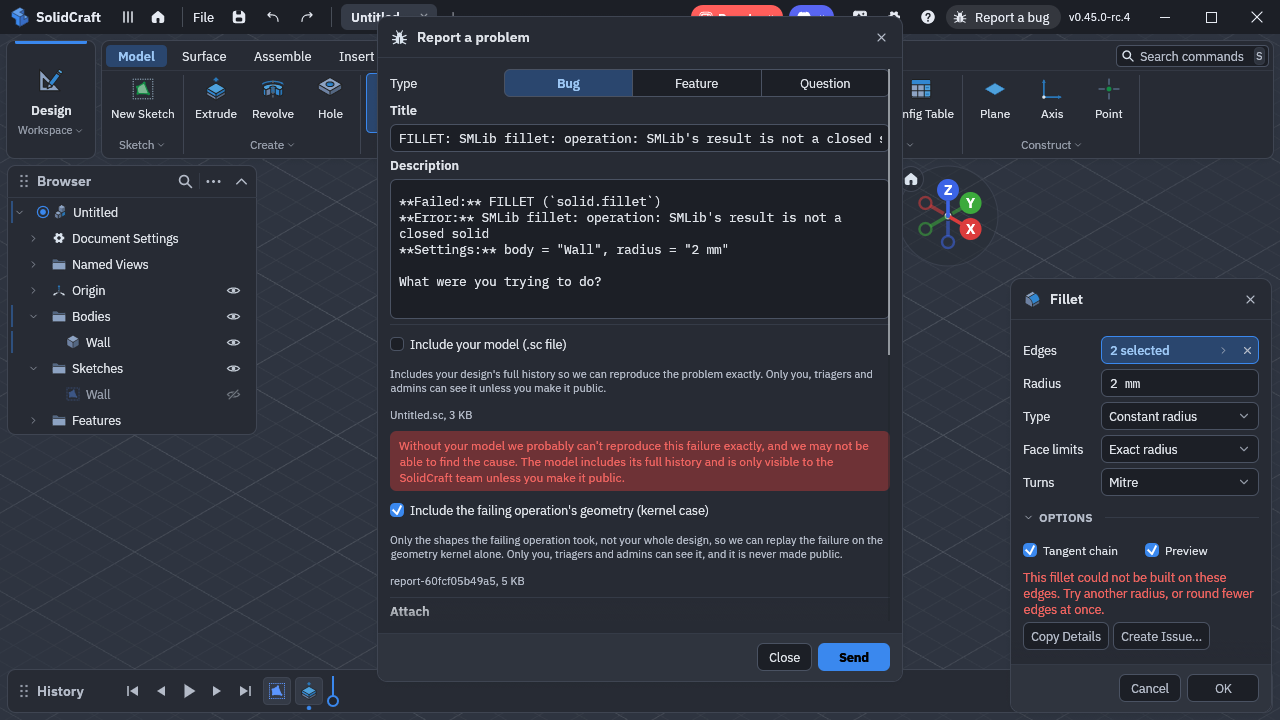 SolidCraft
File
Untitled
Report a bug
v0.45.0-rc.4
Report a problem
Model
Surface
Assemble
Insert
Search commands
S
Design
Workspace
New Sketch
Extrude
Revolve
Hole
Plane
Axis
Point
Sketch
Create
Construct
Type
Bug
Feature
Question
Title
FILLET: SMLib fillet: operation: SMLib's result is not a closed
Description
**Failed:** FILLET (`solid.fillet`)
**Error:** SMLib fillet: operation: SMLib's result is not a
closed solid
**Settings:** body = "Wall", radius = "2 mm"
What were you trying to do?
Include your model (.sc file)
Includes your design's full history so we can reproduce the problem exactly. Only you, triagers and
admins can see it unless you make it public.
Untitled.sc, 3 KB
Without your model we probably can't reproduce this failure exactly, and we may not be
able to find the cause. The model includes its full history and is only visible to the
SolidCraft team unless you make it public.
Include the failing operation's geometry (kernel case)
Only the shapes the failing operation took, not your whole design, so we can replay the failure on the
geometry kernel alone. Only you, triagers and admins can see it, and it is never made public.
report-60fcf05b49a5, 5 KB
Attach
Close
Send
Browser
Untitled
Document Settings
Named Views
Origin
Bodies
Wall
Sketches
Wall
Features
Z
Y
X
Fillet
Edges
2 selected
Radius
2 mm
Type
Constant radius
Face limits
Exact radius
Turns
Mitre
OPTIONS
Tangent chain
Preview
This fillet could not be built on these
edges. Try another radius, or round fewer
edges at once.
Copy Details
Create Issue...
Cancel
OK
History